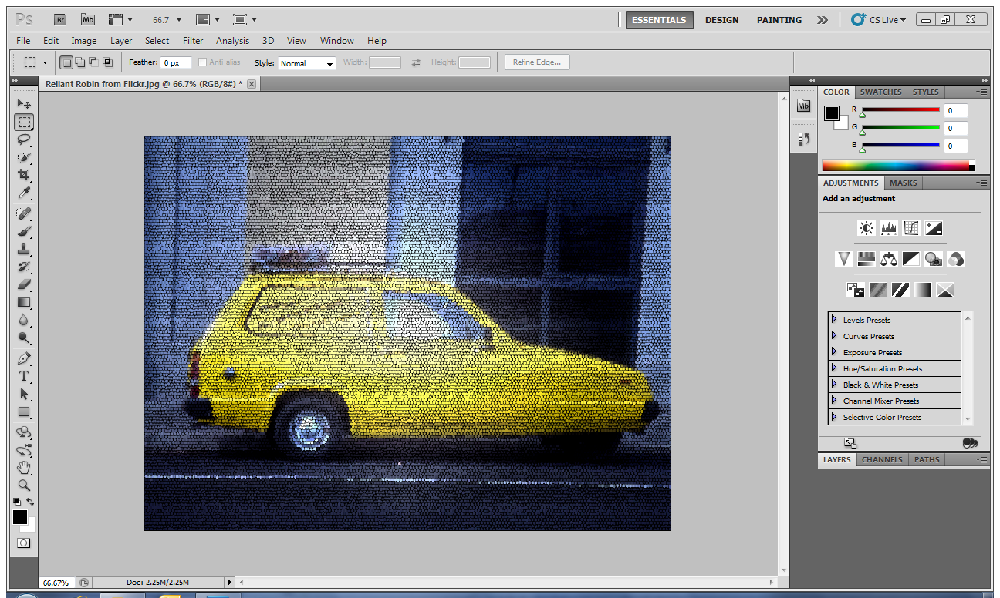 Ps Br Mb 66.7 ESSENTIALS DESIGN PAINTING CS Live
File Edit Image Layer Select Filter Analysis 3D View Window Help
Feather: 0 px Anti-alias Style: Normal Width: Height: Refine Edge...
Reliant Robin from Flickr.jpg @ 66.7% (RGB/8#) *
COLOR SWATCHES STYLES
Mb
R 0
G 0
B 0
ADJUSTMENTS MASKS
Add an adjustment
Levels Presets
Curves Presets
Exposure Presets
Hue/Saturation Presets
Black & White Presets
Channel Mixer Presets
Selective Color Presets
LAYERS CHANNELS PATHS
T
66.67% Doc: 2.25M/2.25M